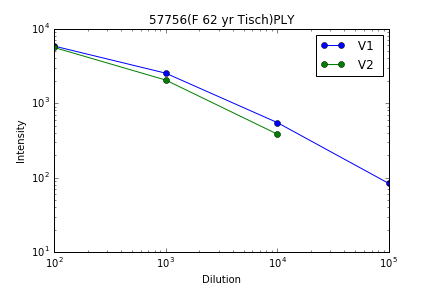 57756(F 62 yr Tisch)PLY
10^4
10^3
10^2
10^1
Intensity
V1
V2
10^2 10^3 10^4 10^5
Dilution